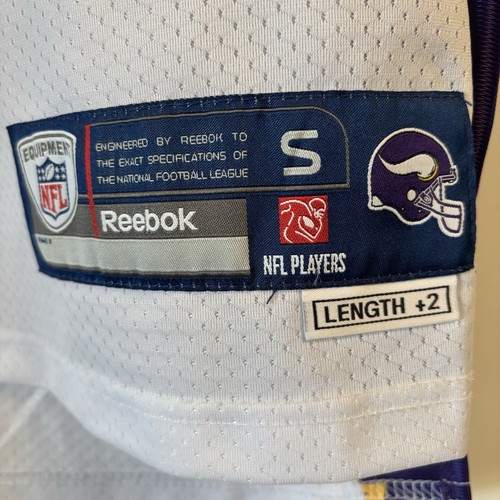 EQUIPMENT
NFL
ENGINEERED BY REEBOK TO
THE EXACT SPECIFICATIONS OF
THE NATIONAL FOOTBALL LEAGUE
S
Reebok
NFL PLAYERS
LENGTH +2